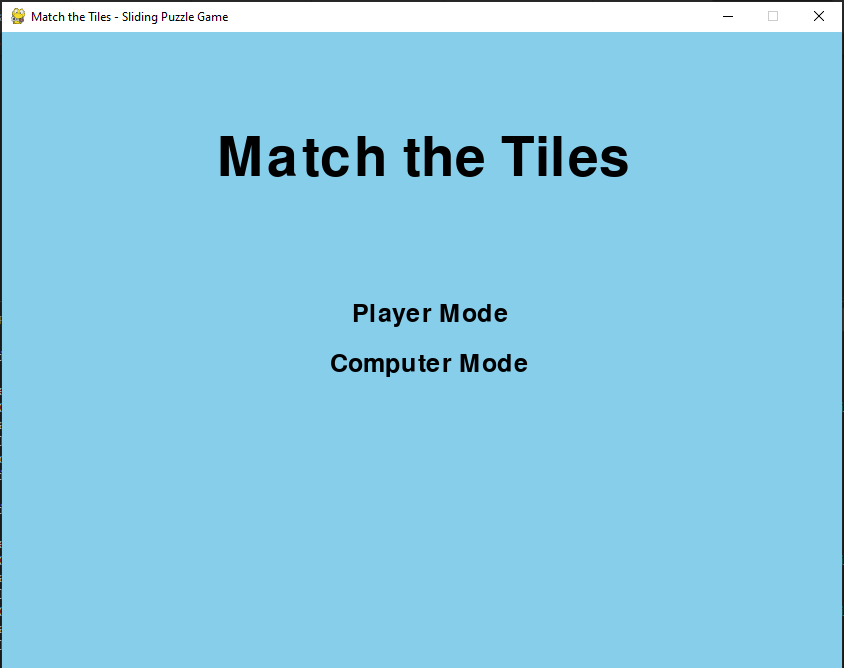 Match the Tiles - Sliding Puzzle Game
Match the Tiles
Player Mode
Computer Mode